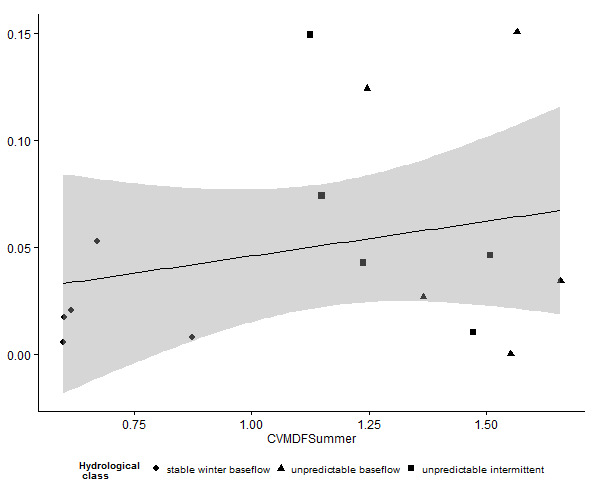 0.15
0.10
0.05
0.00
0.75 1.00 1.25 1.50
CVMDFSummer
Hydrological
class
stable winter baseflow unpredictable baseflow unpredictable intermittent